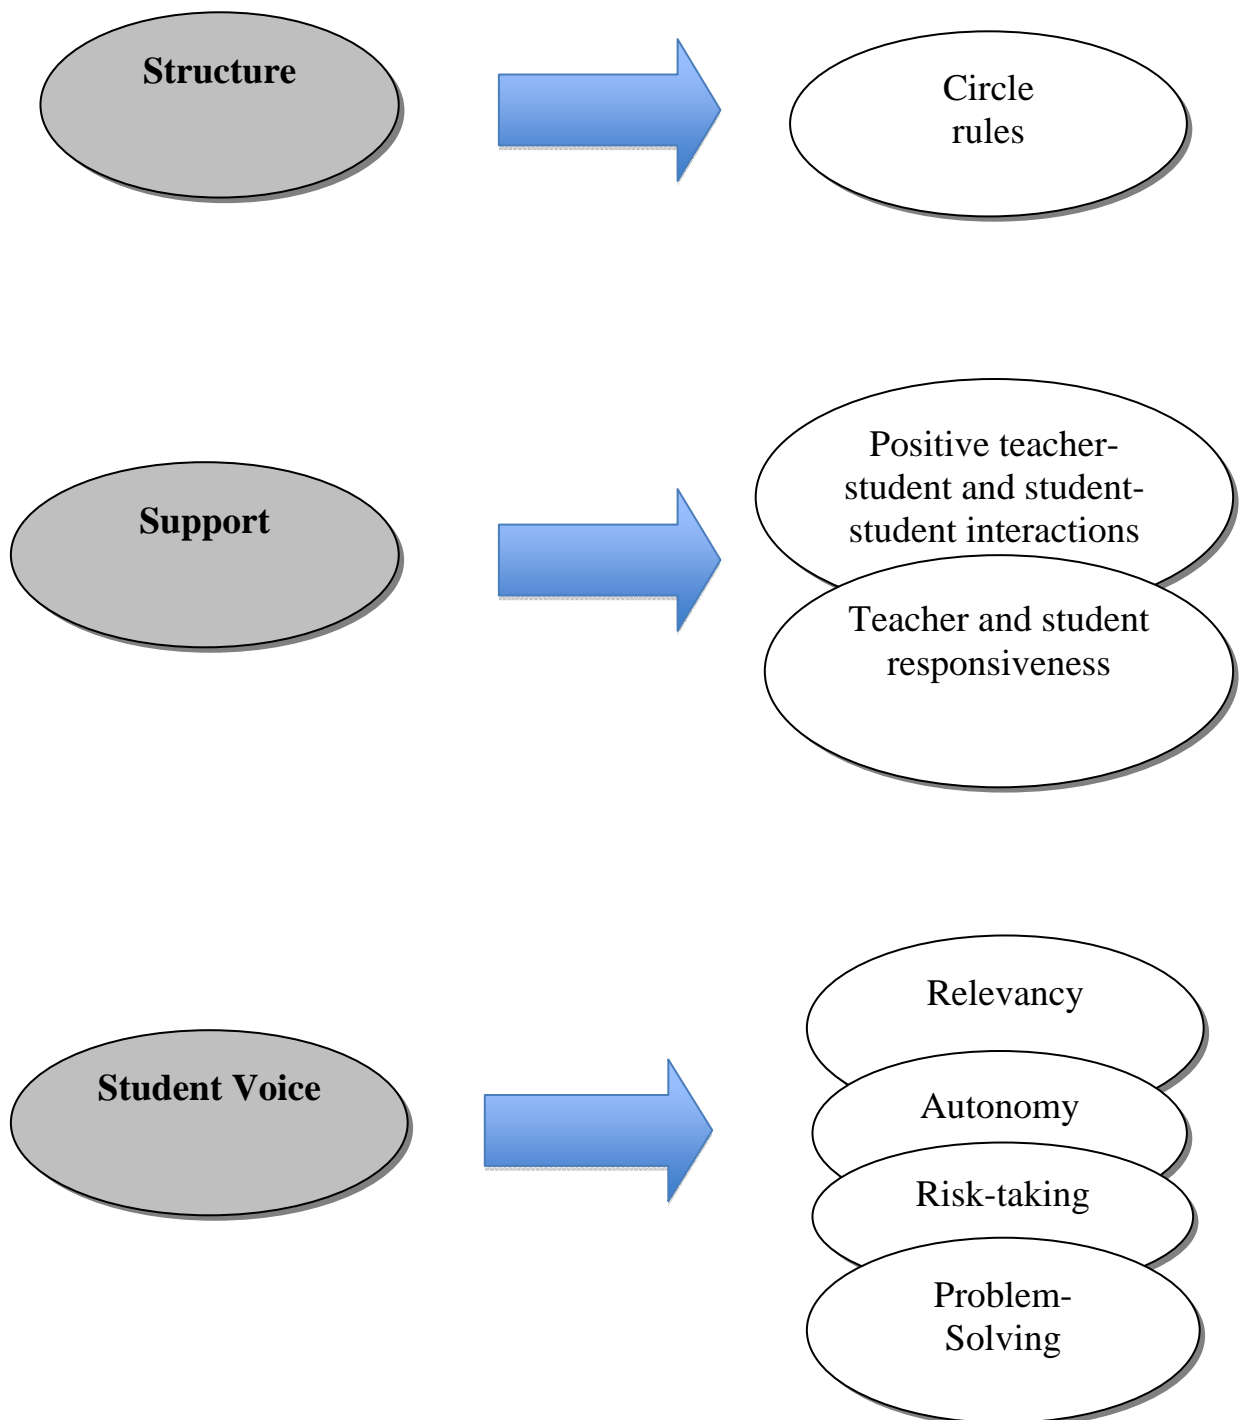 Structure
Circle
rules
Support
Positive teacher-
student and student-
student interactions
Teacher and student
responsiveness
Student Voice
Relevancy
Autonomy
Risk-taking
Problem-
Solving